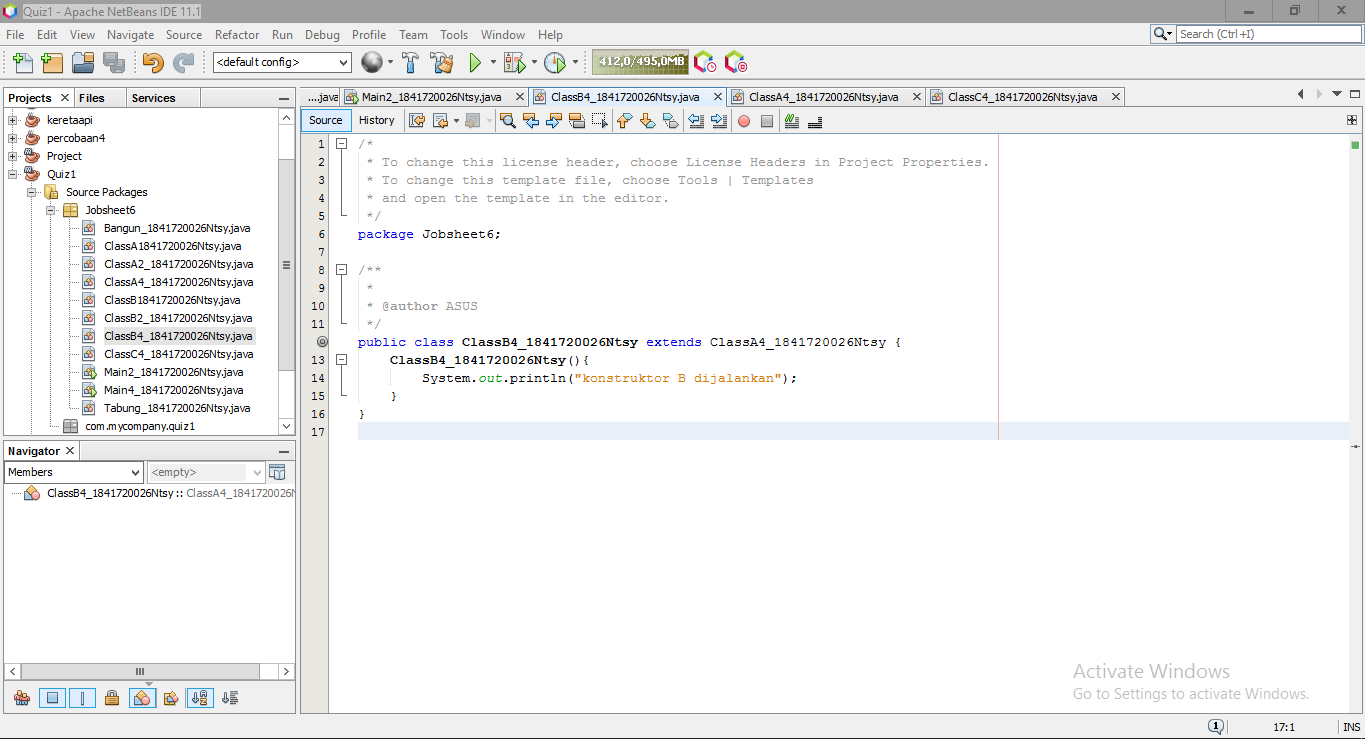 Quiz1 - Apache NetBeans IDE 11.1
File Edit View Navigate Source Refactor Run Debug Profile Team Tools Window Help
Search (Ctrl+I)
<default config>
412,0/495,0MB
Projects Files Services
keretaapi
percobaan4
Project
Quiz1
Source Packages
Jobsheet6
Bangun_1841720026Ntsy.java
ClassA1841720026Ntsy.java
ClassA2_1841720026Ntsy.java
ClassA4_1841720026Ntsy.java
ClassB1841720026Ntsy.java
ClassB2_1841720026Ntsy.java
ClassB4_1841720026Ntsy.java
ClassC4_1841720026Ntsy.java
Main2_1841720026Ntsy.java
Main4_1841720026Ntsy.java
Tabung_1841720026Ntsy.java
com.mycompany.quiz1
Navigator
Members <empty>
ClassB4_1841720026Ntsy :: ClassA4_1841720026N
....java Main2_1841720026Ntsy.java ClassB4_1841720026Ntsy.java ClassA4_1841720026Ntsy.java ClassC4_1841720026Ntsy.java
Source History
1 /*
2 * To change this license header, choose License Headers in Project Properties.
3 * To change this template file, choose Tools | Templates
4 * and open the template in the editor.
5 */
6 package Jobsheet6;
7
8 /**
9 *
10 * @author ASUS
11 */
public class ClassB4_1841720026Ntsy extends ClassA4_1841720026Ntsy {
13 ClassB4_1841720026Ntsy(){
14 System.out.println("konstruktor B dijalankan");
15 }
16 }
17
Activate Windows
Go to Settings to activate Windows.
1 17:1 INS